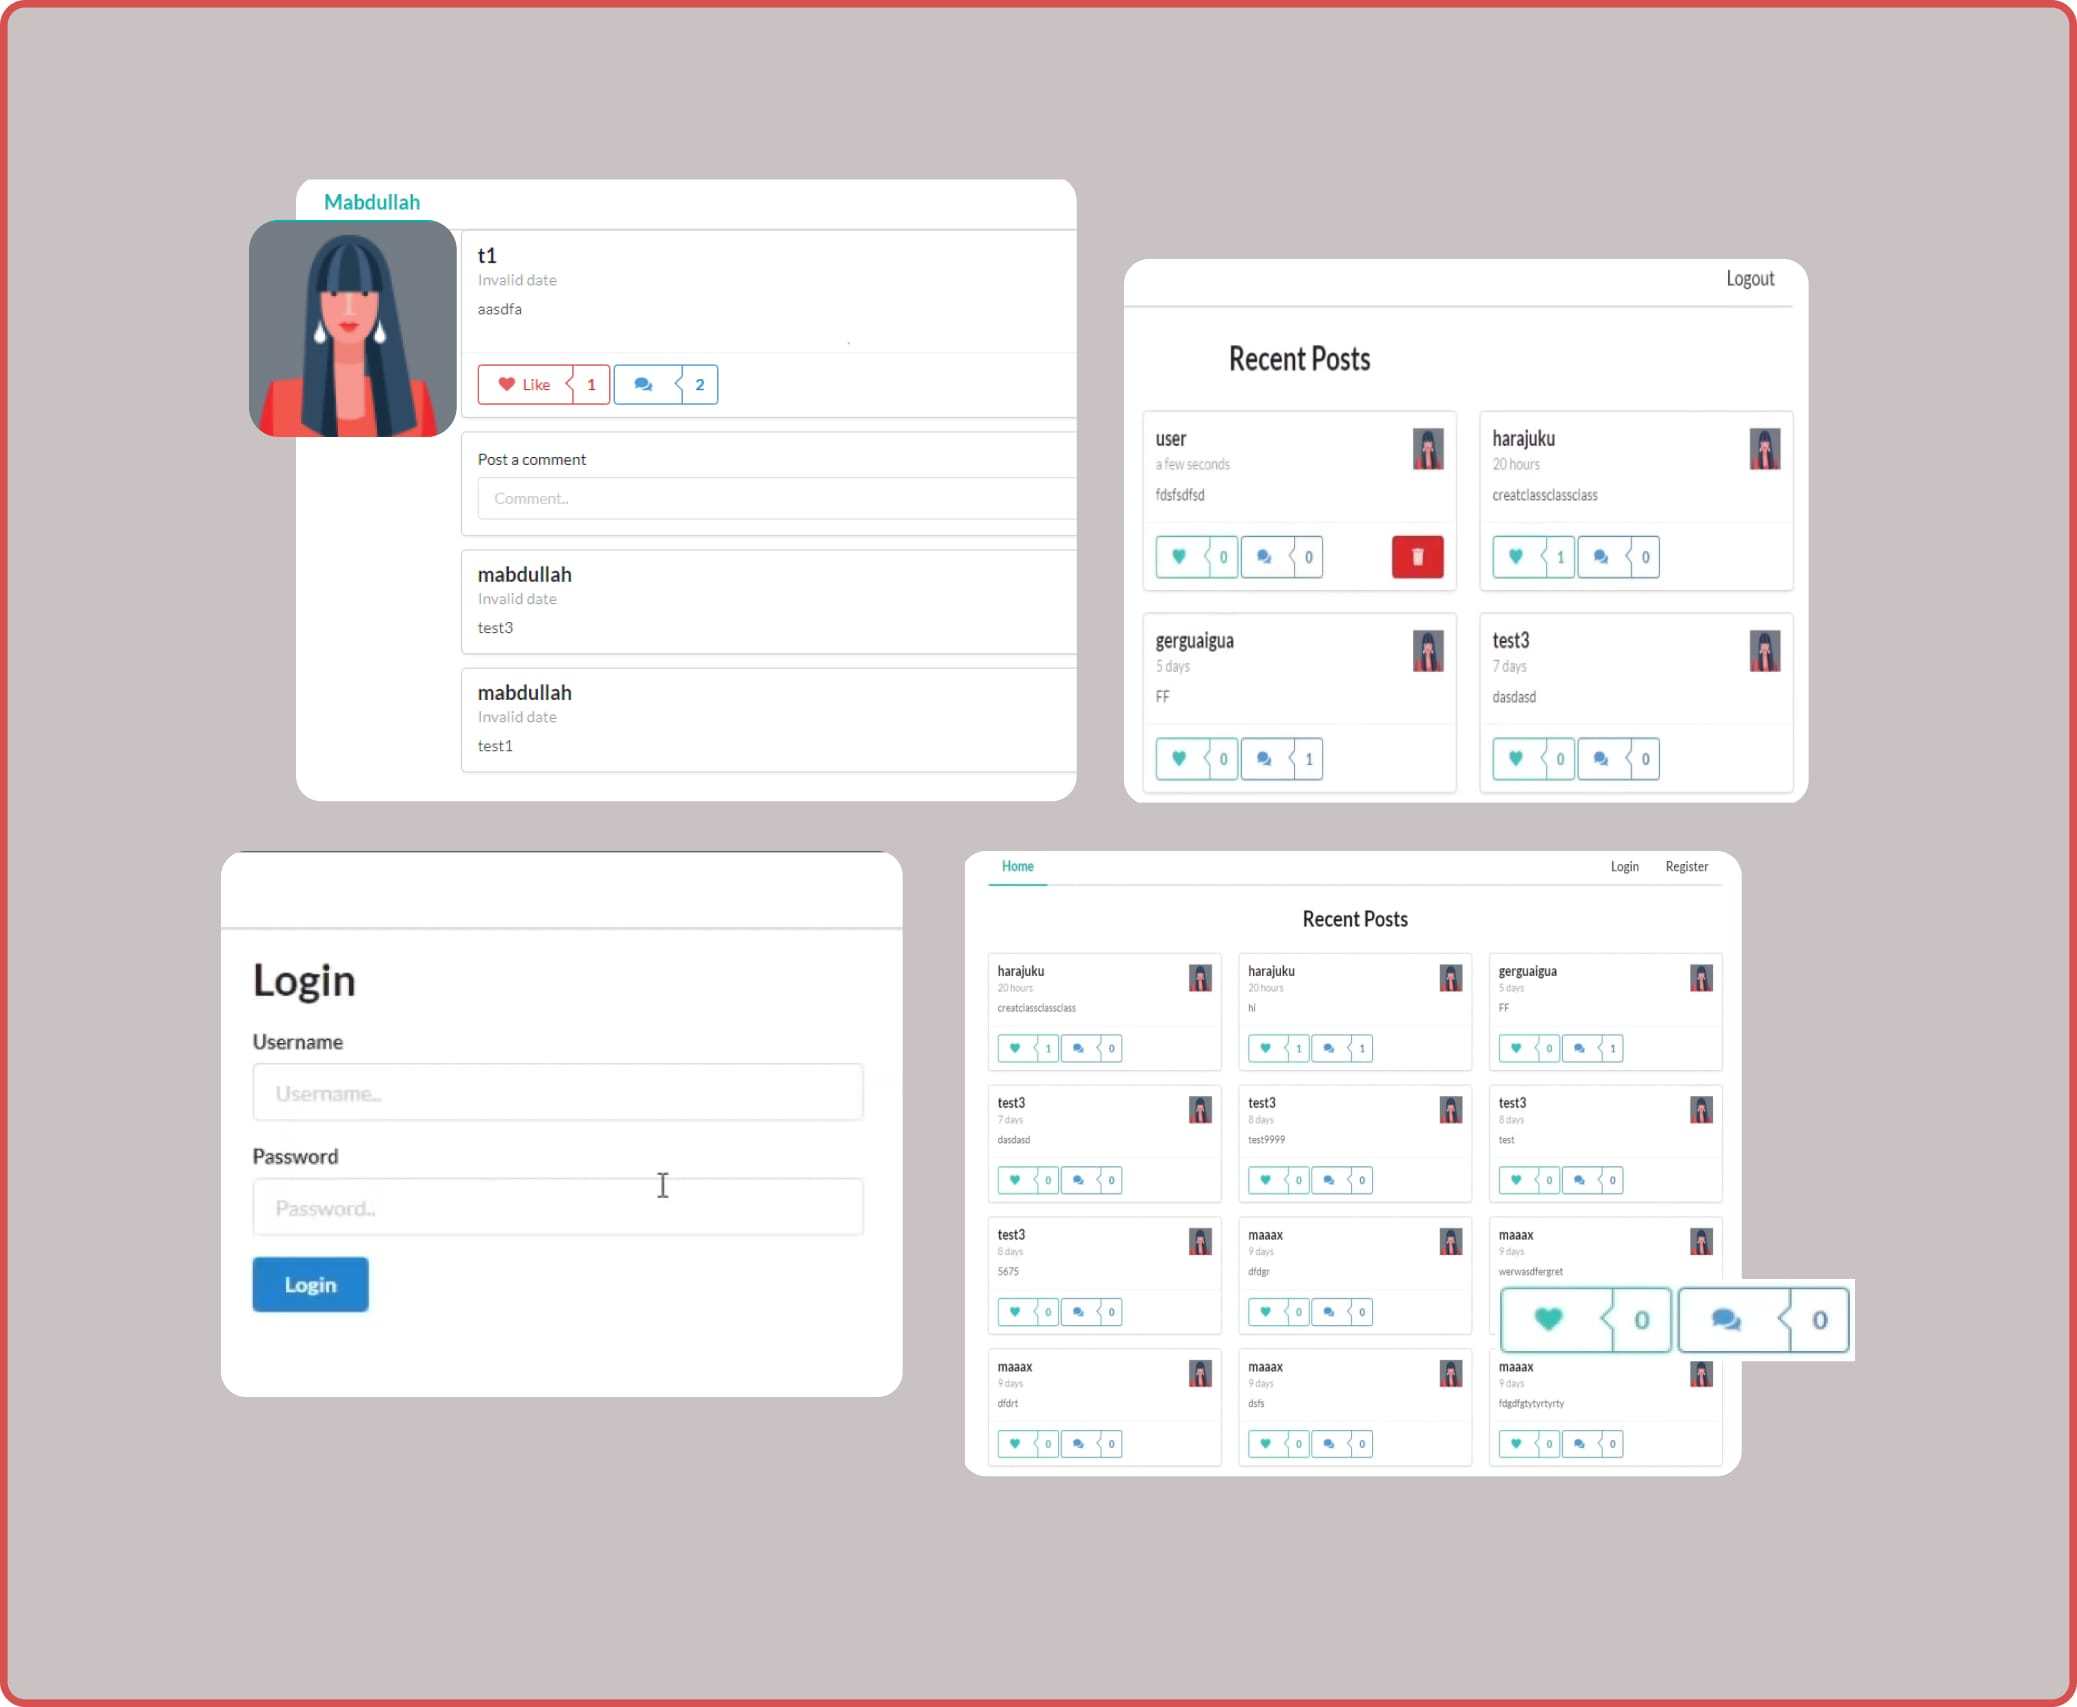 Mabdullah
t1
Invalid date
aasdfa
Like 1 2
Post a comment
Comment..
mabdullah
Invalid date
test3
mabdullah
Invalid date
test1
Logout
Recent Posts
user
a few seconds
fdsfsdfsd
0 0
harajuku
20 hours
creatclassclassclass
1 0
gerguaigua
5 days
FF
0 1
test3
7 days
dasdasd
0 0
Login
Username
Username..
Password
Password..
Login
Home Login Register
Recent Posts
harajuku
20 hours
creatclassclassclass
1 0
harajuku
20 hours
hi
1 1
gerguaigua
5 days
FF
0 1
test3
7 days
dasdasd
0 0
test3
8 days
test9999
0 0
test3
8 days
test
0 0
test3
8 days
5675
0 0
maaax
9 days
dfdgr
0 0
maaax
9 days
werwasdfergret
0 0
maaax
9 days
dfdrt
0 0
maaax
9 days
dsfs
0 0
maaax
9 days
fdgdfgtytyrtyrty
0 0